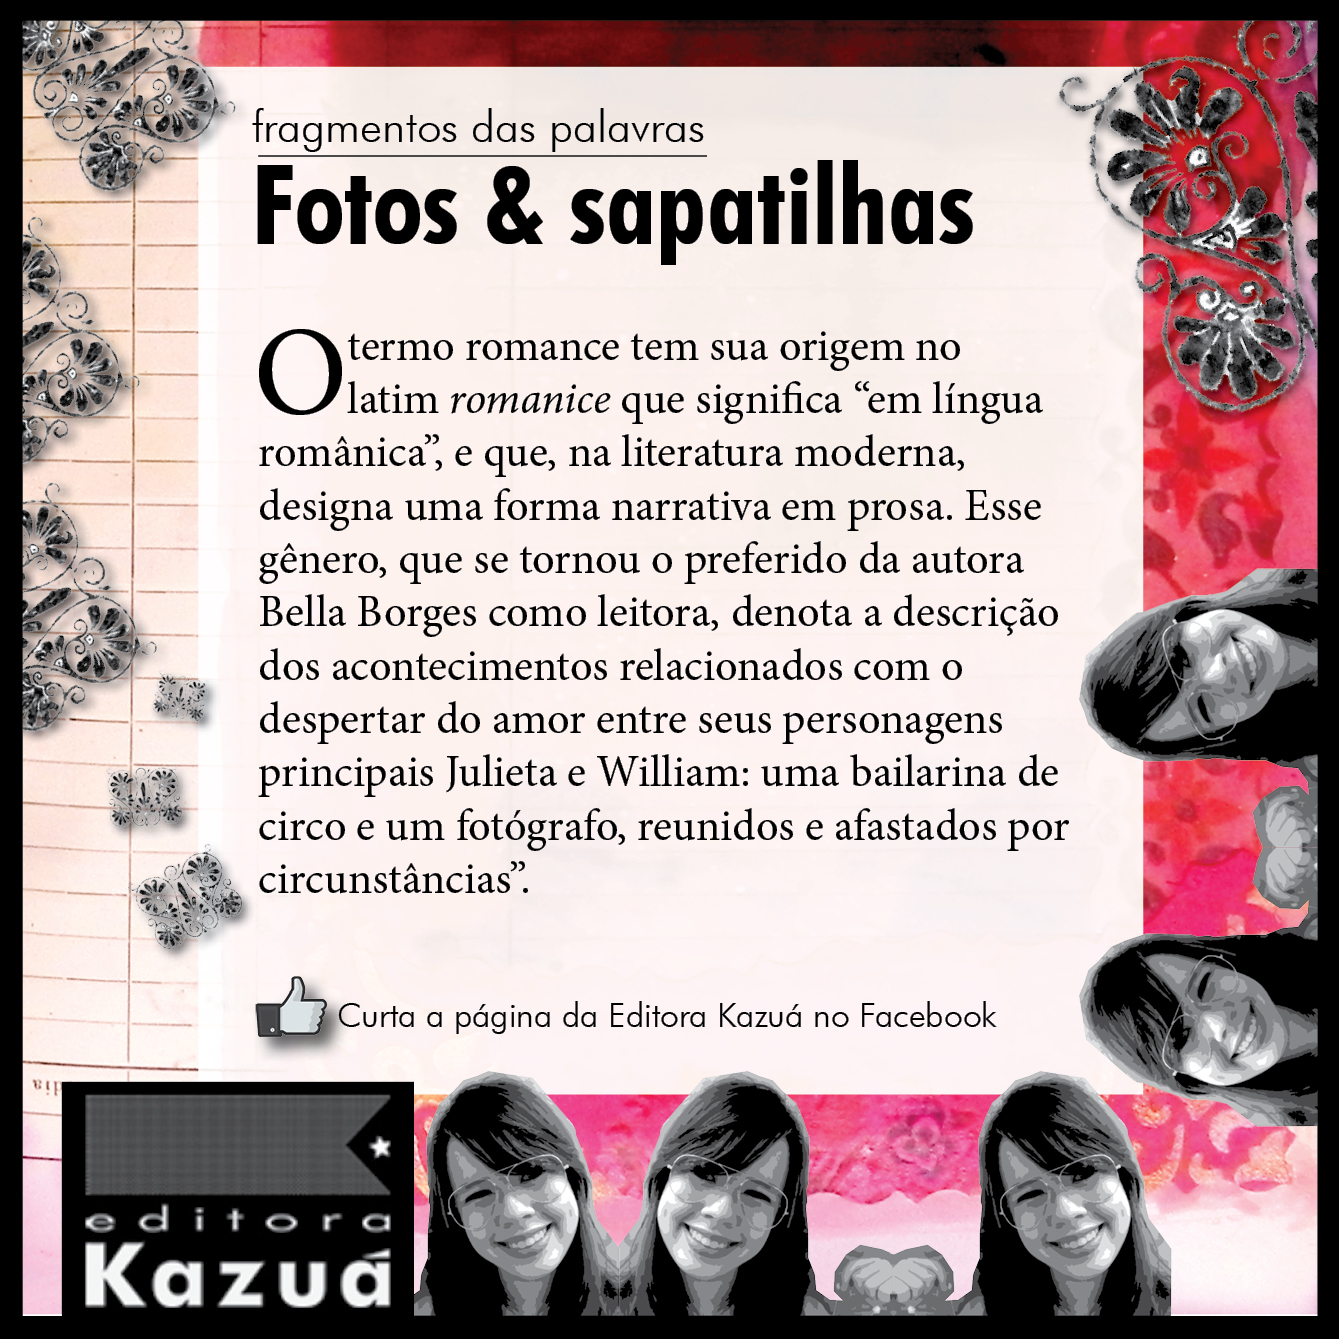 fragmentos das palavras
Fotos & sapatilhas
O termo romance tem sua origem no
latim romanice que significa “em língua
românica”, e que, na literatura moderna,
designa uma forma narrativa em prosa. Esse
gênero, que se tornou o preferido da autora
Bella Borges como leitora, denota a descrição
dos acontecimentos relacionados com o
despertar do amor entre seus personagens
principais Julieta e William: uma bailarina de
circo e um fotógrafo, reunidos e afastados por
circunstâncias”.
Curta a página da Editora Kazuá no Facebook
editora
Kazuá